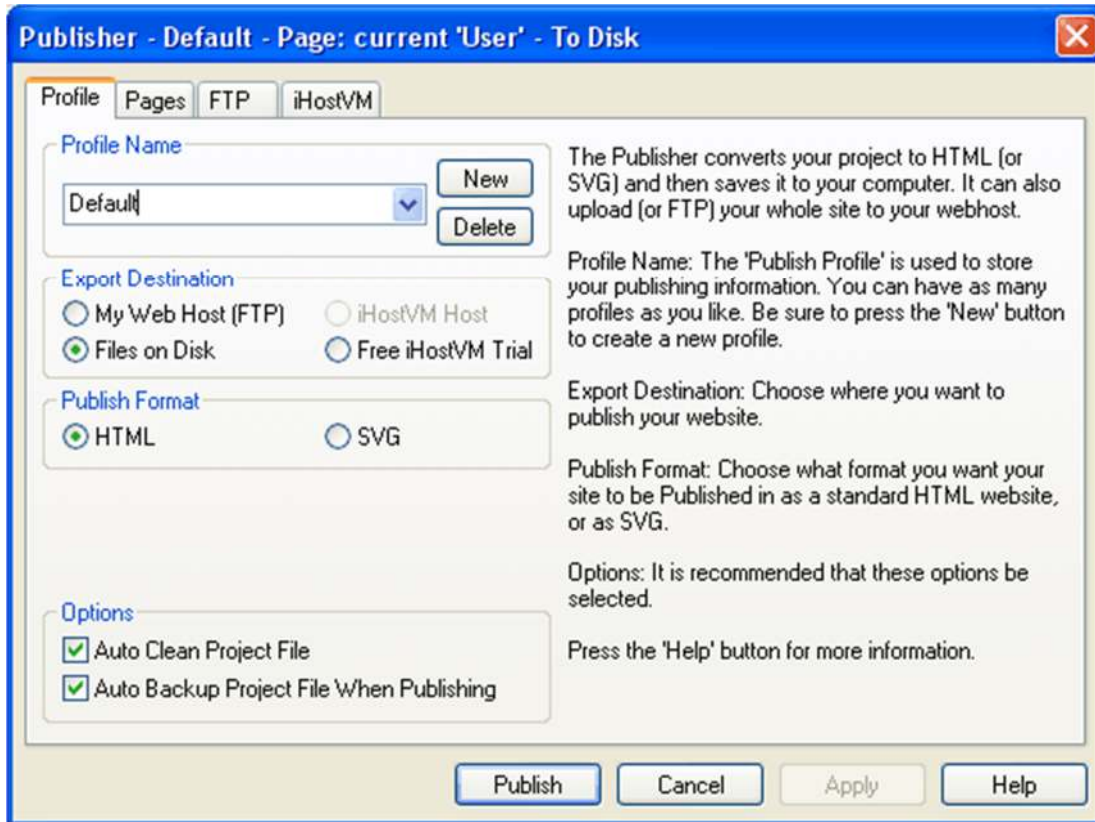 Publisher - Default - Page: current 'User' - To Disk
Profile Pages FTP iHostVM
Profile Name
Default
New
Delete
Export Destination
My Web Host (FTP) iHostVM Host
Files on Disk Free iHostVM Trial
Publish Format
HTML SVG
Options
Auto Clean Project File
Auto Backup Project File When Publishing
The Publisher converts your project to HTML (or
SVG) and then saves it to your computer. It can also
upload (or FTP) your whole site to your webhost.
Profile Name: The 'Publish Profile' is used to store
your publishing information. You can have as many
profiles as you like. Be sure to press the 'New' button
to create a new profile.
Export Destination: Choose where you want to
publish your website.
Publish Format: Choose what format you want your
site to be Published in as a standard HTML website,
or as SVG.
Options: It is recommended that these options be
selected.
Press the 'Help' button for more information.
Publish Cancel Apply Help